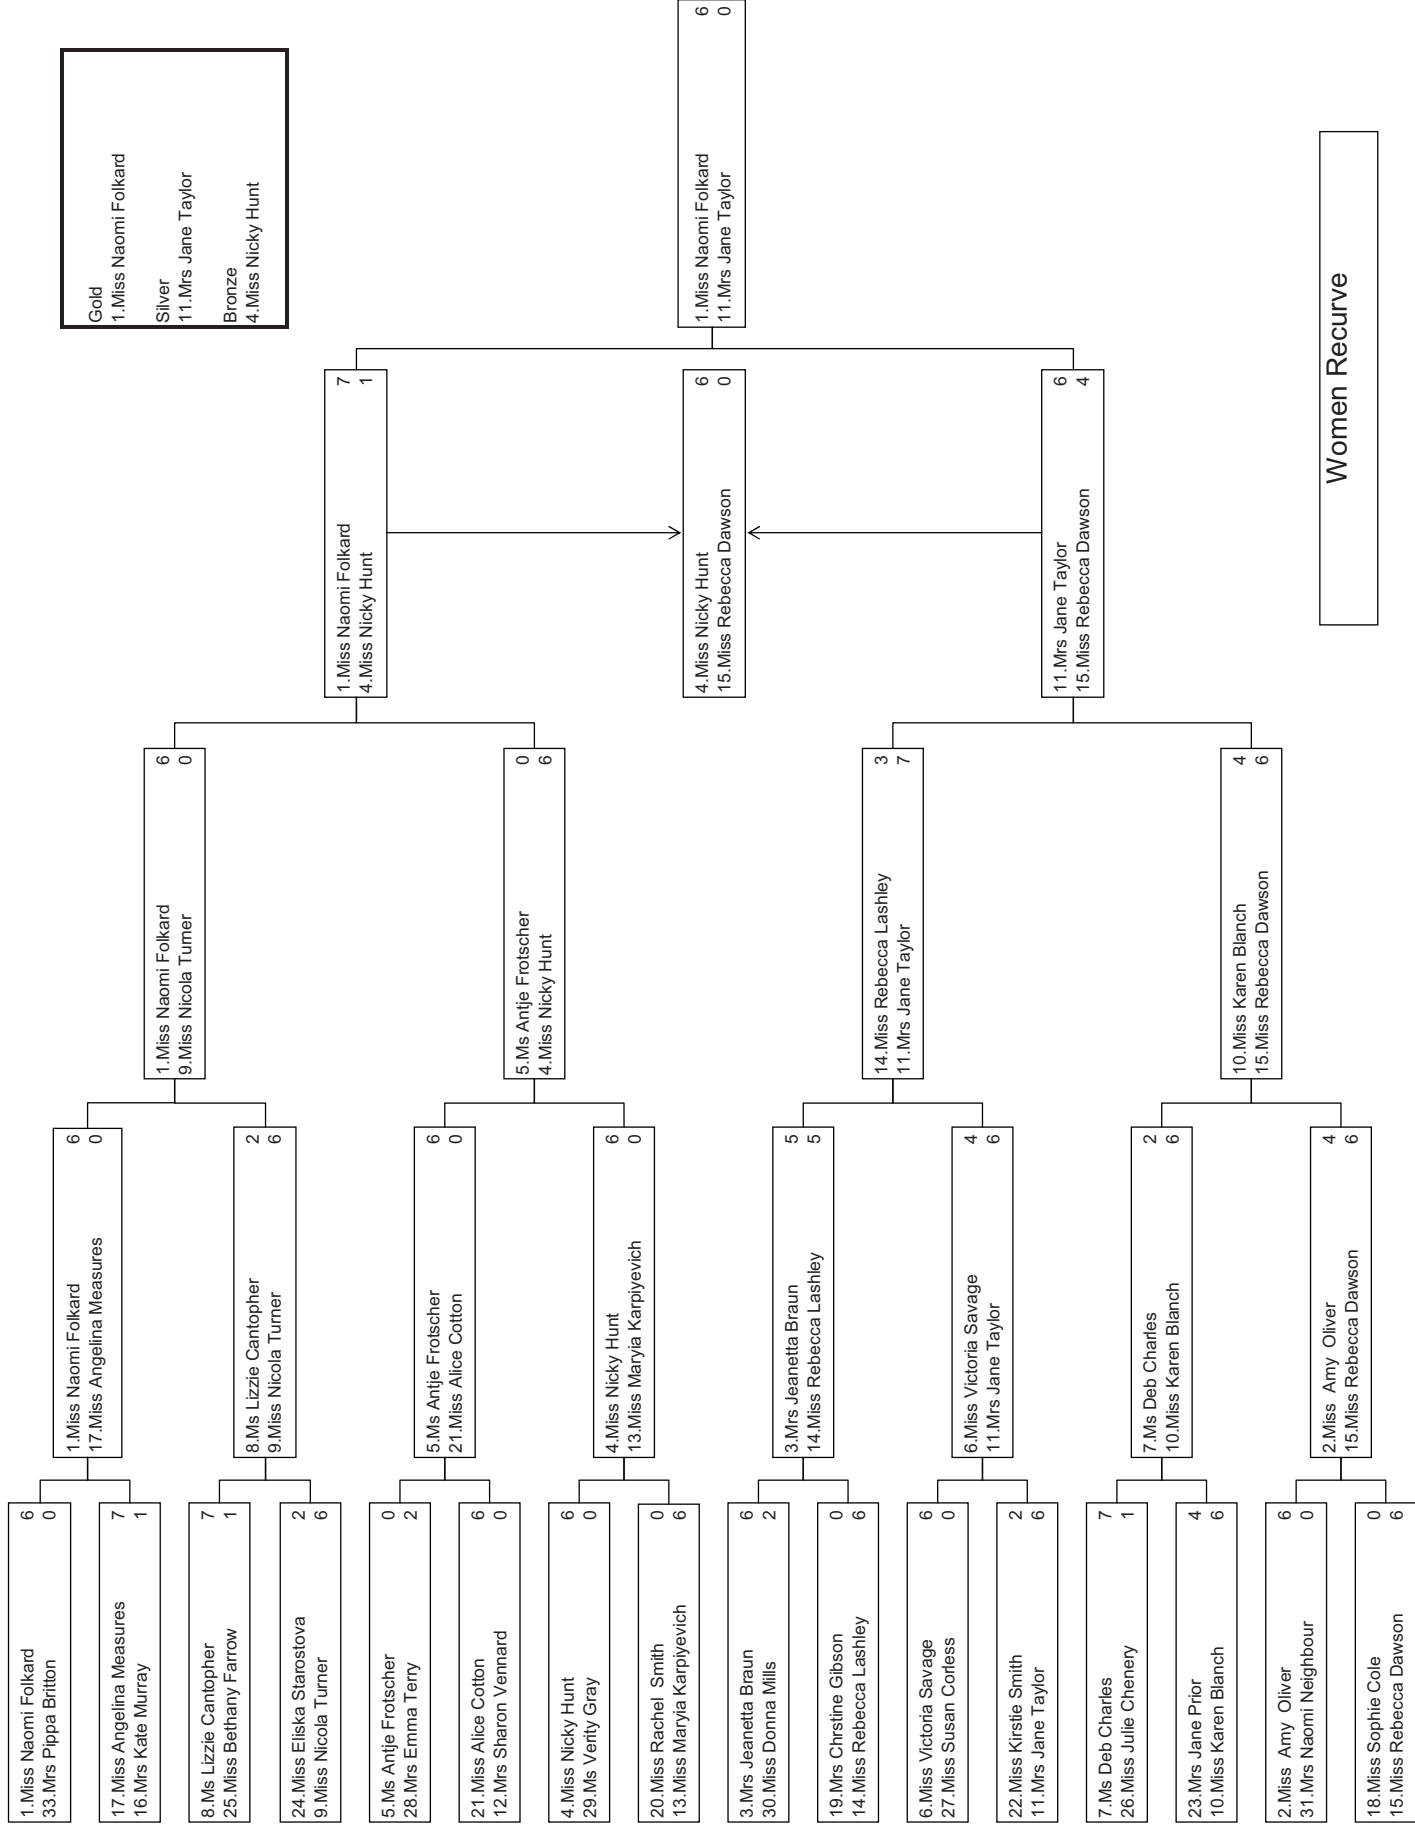 1.Miss Naomi Folkard 6
33.Mrs Pippa Britton 0
17.Miss Angelina Measures 7
16.Mrs Kate Murray 1
8.Ms Lizzie Cantopher 7
25.Miss Bethany Farrow 1
24.Miss Eliska Starostova 2
9.Miss Nicola Turner 6
5.Ms Antje Frotscher 0
28.Mrs Emma Terry 2
21.Miss Alice Cotton 6
12.Mrs Sharon Vennard 0
4.Miss Nicky Hunt 6
29.Ms Verity Gray 0
20.Miss Rachel Smith 0
13.Miss Maryia Karpiyevich 6
3.Mrs Jeanetta Braun 6
30.Miss Donna Mills 2
19.Mrs Chrstine Gibson 0
14.Miss Rebecca Lashley 6
6.Miss Victoria Savage 6
27.Miss Susan Corless 0
22.Miss Kirstie Smith 2
11.Mrs Jane Taylor 6
7.Ms Deb Charles 7
26.Miss Julie Chenery 1
23.Mrs Jane Prior 4
10.Miss Karen Blanch 6
2.Miss Amy Oliver 6
31.Mrs Naomi Neighbour 0
18.Miss Sophie Cole 0
15.Miss Rebecca Dawson 6
1.Miss Naomi Folkard 6
17.Miss Angelina Measures 0
8.Ms Lizzie Cantopher 2
9.Miss Nicola Turner 6
5.Ms Antje Frotscher 6
21.Miss Alice Cotton 0
4.Miss Nicky Hunt 6
13.Miss Maryia Karpiyevich 0
3.Mrs Jeanetta Braun 5
14.Miss Rebecca Lashley 5
6.Miss Victoria Savage 4
11.Mrs Jane Taylor 6
7.Ms Deb Charles 2
10.Miss Karen Blanch 6
2.Miss Amy Oliver 4
15.Miss Rebecca Dawson 6
1.Miss Naomi Folkard 6
9.Miss Nicola Turner 0
5.Ms Antje Frotscher 0
4.Miss Nicky Hunt 6
14.Miss Rebecca Lashley 3
11.Mrs Jane Taylor 7
10.Miss Karen Blanch 4
15.Miss Rebecca Dawson 6
1.Miss Naomi Folkard 7
4.Miss Nicky Hunt 1
4.Miss Nicky Hunt 6
15.Miss Rebecca Dawson 0
11.Mrs Jane Taylor 6
15.Miss Rebecca Dawson 4
1.Miss Naomi Folkard 6
11.Mrs Jane Taylor 0
Gold
1.Miss Naomi Folkard
Silver
11.Mrs Jane Taylor
Bronze
4.Miss Nicky Hunt
Women Recurve